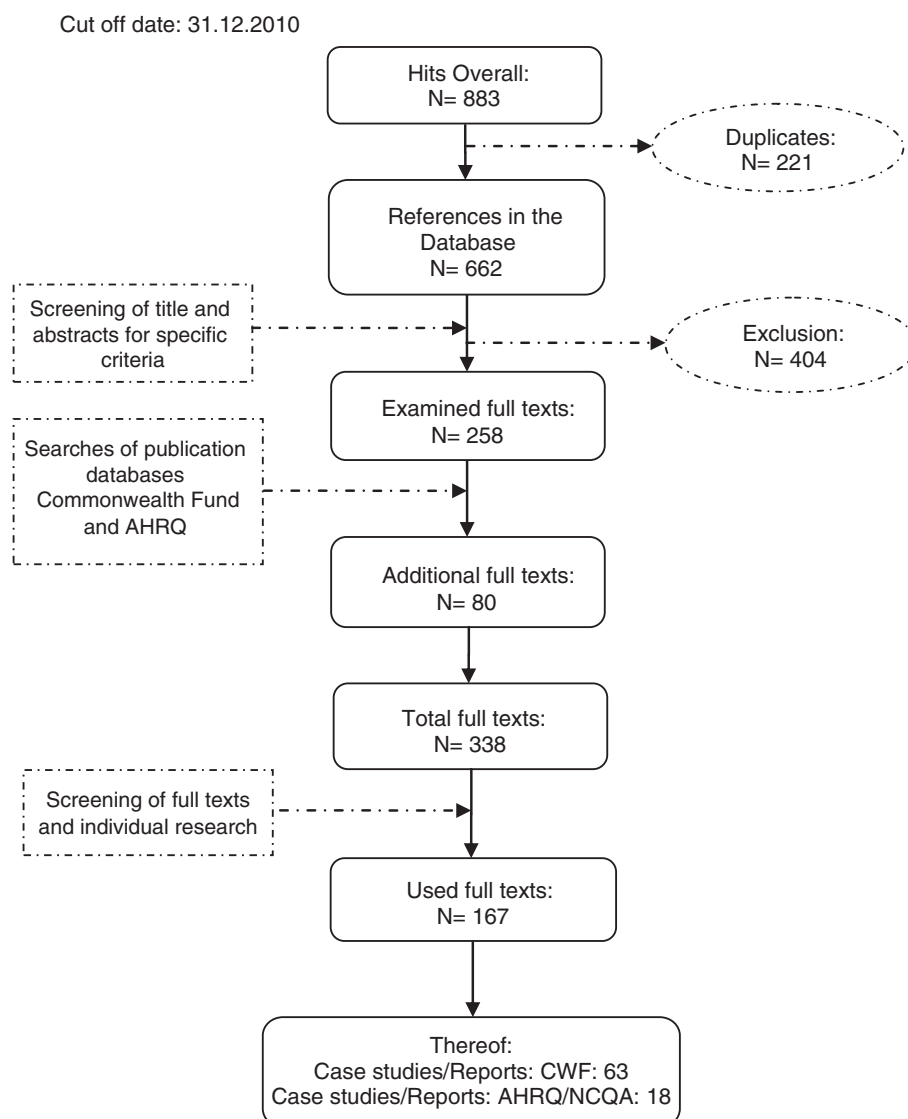 Cut off date: 31.12.2010
Hits Overall:
N= 883
Duplicates:
N= 221
References in the
Database
N= 662
Screening of title and
abstracts for specific
criteria
Exclusion:
N= 404
Examined full texts:
N= 258
Searches of publication
databases
Commonwealth Fund
and AHRQ
Additional full texts:
N= 80
Total full texts:
N= 338
Screening of full texts
and individual research
Used full texts:
N= 167
Thereof:
Case studies/Reports: CWF: 63
Case studies/Reports: AHRQ/NCQA: 18